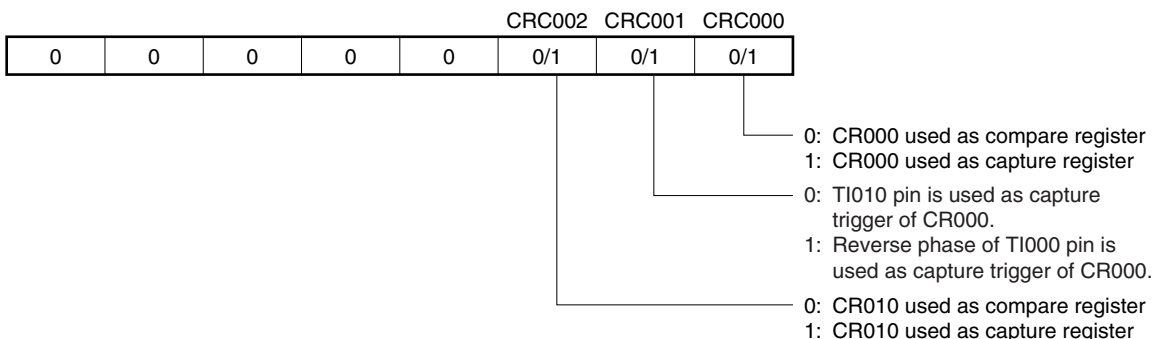 CRC002 CRC001 CRC000
0 0 0 0 0 0/1 0/1 0/1
0: CR000 used as compare register
1: CR000 used as capture register
0: TI010 pin is used as capture
trigger of CR000.
1: Reverse phase of TI000 pin is
used as capture trigger of CR000.
0: CR010 used as compare register
1: CR010 used as capture register